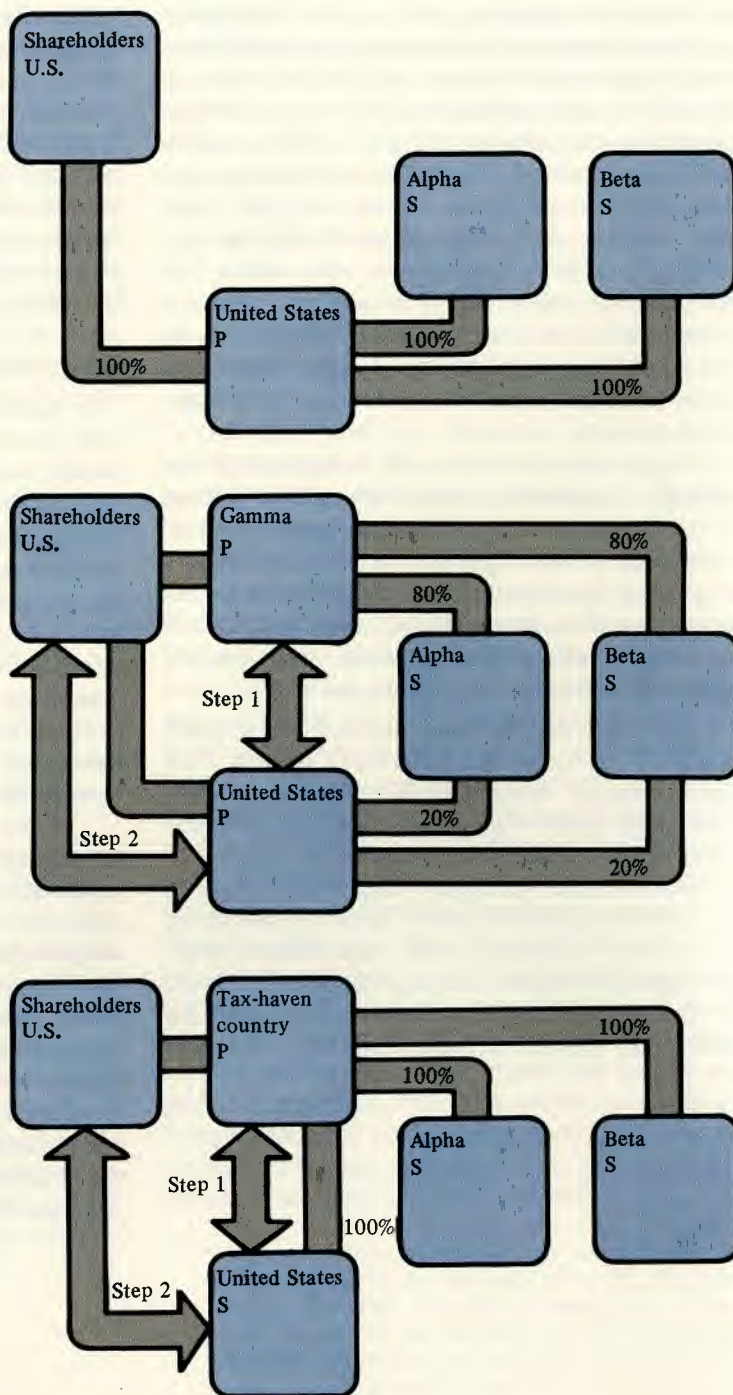 Shareholders
U.S.
Alpha
S
Beta
S
United States
P
100%
100%
100%
Shareholders
U.S.
Gamma
P
80%
80%
Alpha
S
Beta
S
Step 1
United States
P
Step 2
20%
20%
Shareholders
U.S.
Tax-haven
country
P
100%
100%
Alpha
S
Beta
S
Step 1
100%
United States
S
Step 2